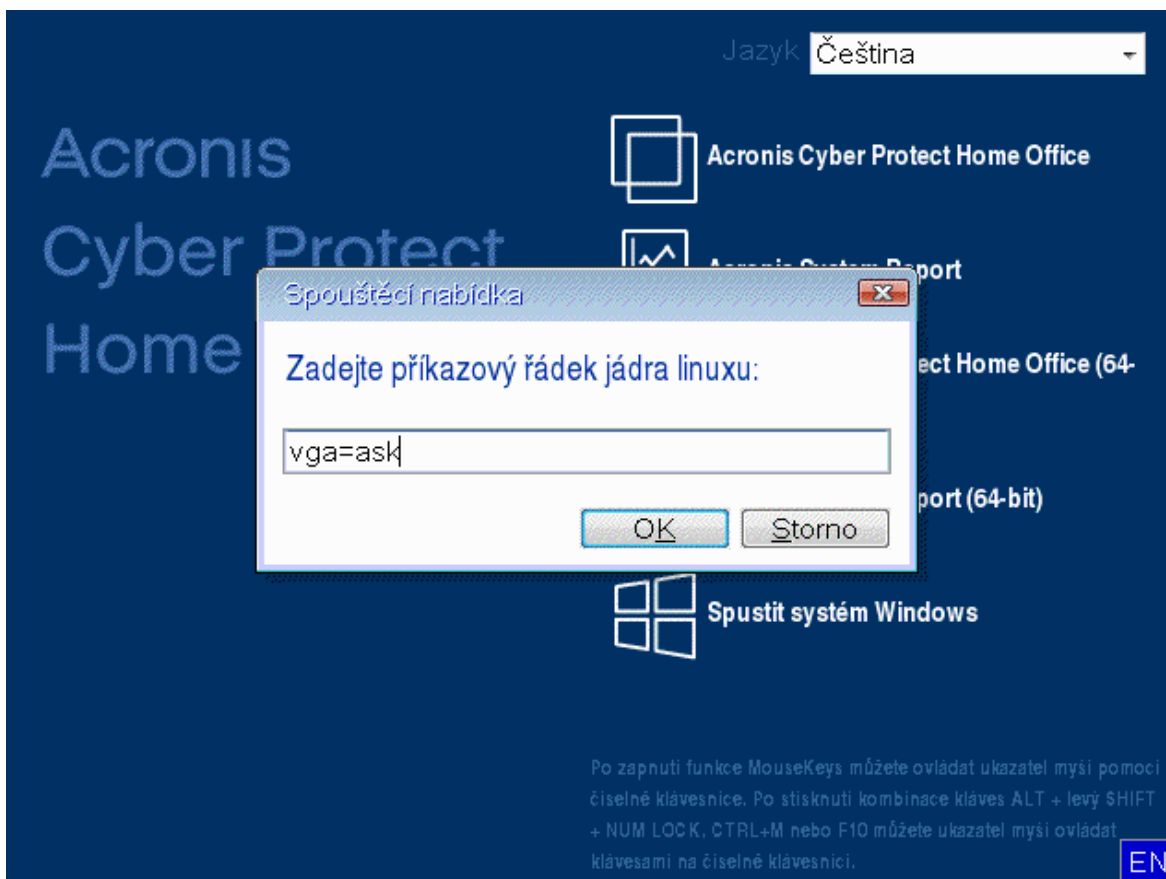 Jazyk Čeština
Acronis
Cyber Protect
Home
Acronis Cyber Protect Home Office
Acronis System Report
ect Home Office (64-
port (64-bit)
Spustit systém Windows
Spouštěcí nabídka
Zadejte příkazový řádek jádra linuxu:
vga=ask
OK
Storno
Po zapnutí funkce MouseKeys můžete ovládat ukazatel myši pomocí
číselné klávesnice. Po stisknutí kombinace kláves ALT + levý SHIFT
+ NUM LOCK, CTRL+M nebo F10 můžete ukazatel myši ovládat
klávesami na číselné klávesnici.
EN